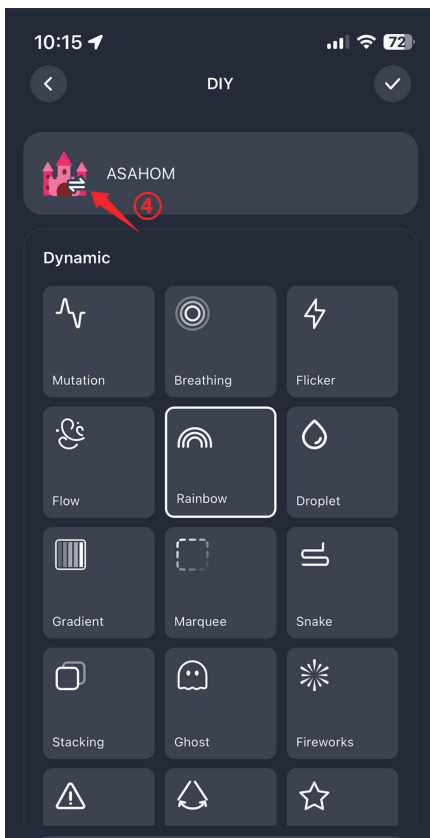 10:15
72
DIY
ASAHOM
④
Dynamic
Mutation Breathing Flicker
Flow Rainbow Droplet
Gradient Marquee Snake
Stacking Ghost Fireworks